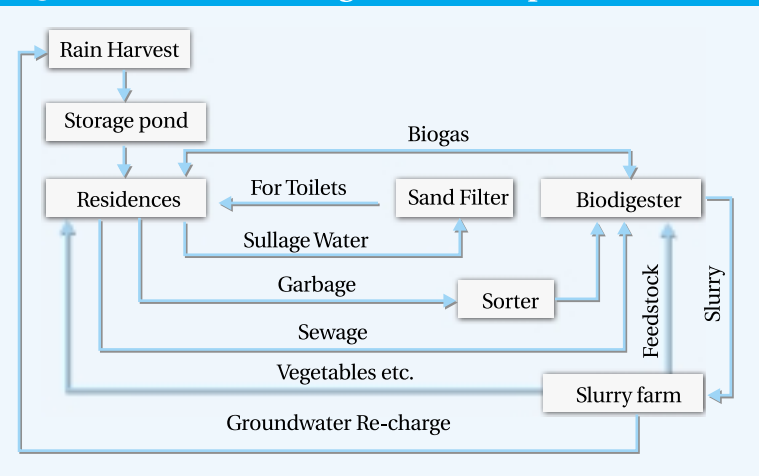 Rain Harvest
Storage pond
Biogas
Residences
For Toilets
Sand Filter
Biodigester
Sullage Water
Garbage
Sorter
Feedstock
Slurry
Sewage
Vegetables etc.
Slurry farm
Groundwater Re-charge